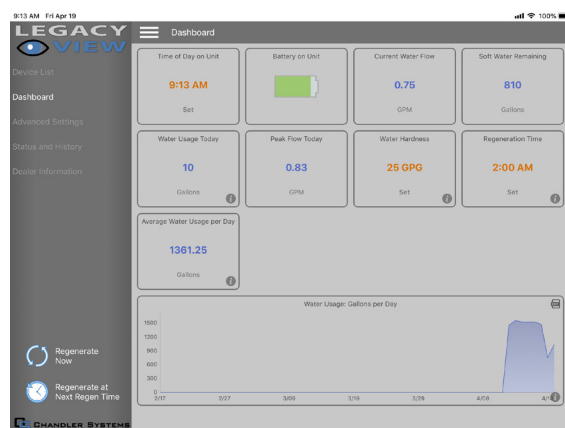 9:13 AM Fri Apr 19
100%
LEGACY
VIEW
Dashboard
Device List
Dashboard
Advanced Settings
Status and History
Dealer Information
Regenerate
Now
Regenerate at
Next Regen Time
CHANDLER SYSTEMS
Time of Day on Unit
9:13 AM
Set
Battery on Unit
Current Water Flow
0.75
GPM
Soft Water Remaining
810
Gallons
Water Usage Today
10
Gallons
i
Peak Flow Today
0.83
GPM
Water Hardness
25 GPG
Set
i
Regeneration Time
2:00 AM
Set
i
Average Water Usage per Day
1361.25
Gallons
i
Water Usage: Gallons per Day
1500
1200
900
600
300
0
2/17 2/27 3/09 3/19 3/29 4/08
i